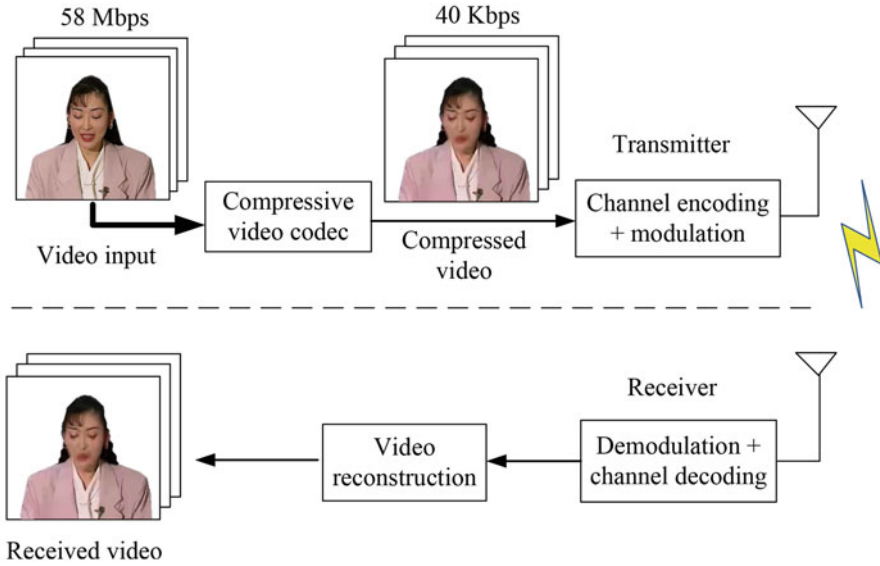 58 Mbps
40 Kbps
Transmitter
Compressive
video codec
Channel encoding
+ modulation
Video input
Compressed
video
Receiver
Video
reconstruction
Demodulation +
channel decoding
Received video